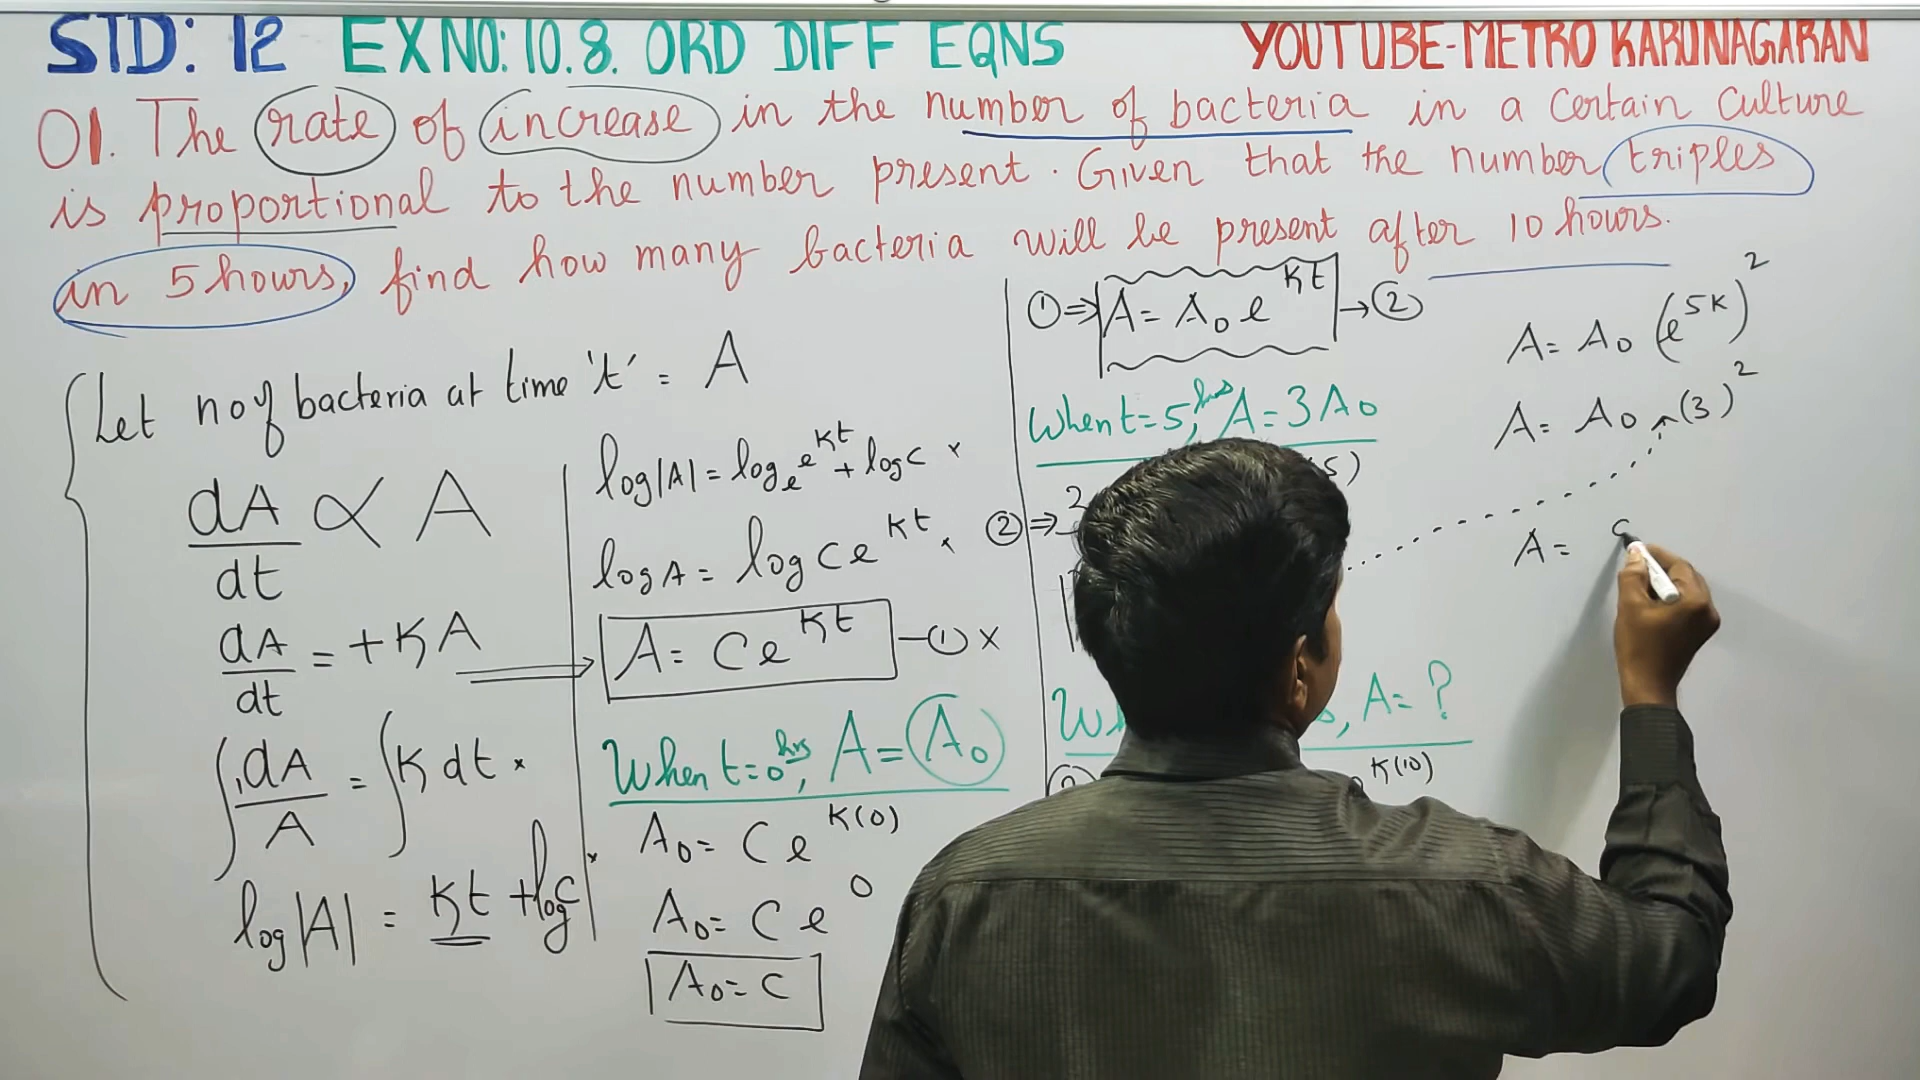 STD: 12 EX NO: 10.8. ORD DIFF EQNS YOUTUBE-METRO KARUNAGARAN
01. The rate of increase in the number of bacteria in a certain culture
is proportional to the number present. Given that the number triples
in 5 hours, find how many bacteria will be present after 10 hours.
Let no of bacteria at time 't' = A
dA/dt ∝ A
dA/dt = +KA
∫ dA/A = ∫ K dt ×
log|A| = Kt + log c
log|A| = log_e e^{Kt} + log c ×
log A = log C e^{Kt} ×
A = C e^{Kt} —① ×
When t=0 hrs, A = A₀
A₀ = C e^{K(0)}
A₀ = C e^0
A₀ = C
① ⇒ A = A₀ e^{Kt} → ②
When t=5 hrs, A = 3A₀
② ⇒ 3
, A = ?
K(10)
A = A₀ (e^{5K})^2
A = A₀ (3)^2
A = 9